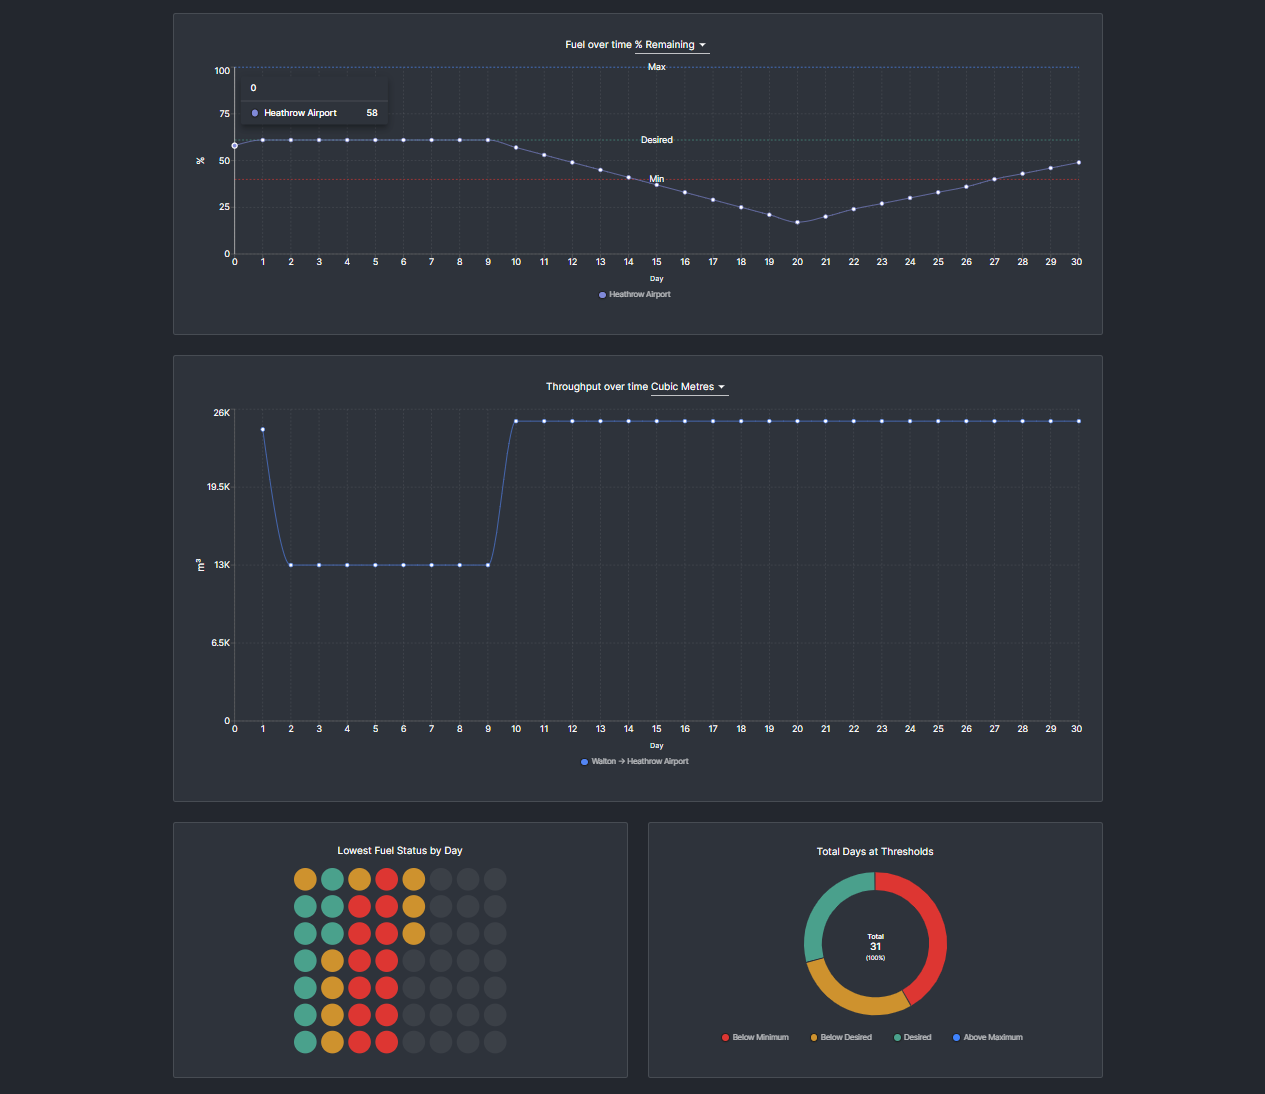 Fuel over time % Remaining
Max
100
0
Heathrow Airport 58
75
Desired
%
50
Min
25
0
0 1 2 3 4 5 6 7 8 9 10 11 12 13 14 15 16 17 18 19 20 21 22 23 24 25 26 27 28 29 30
Day
Heathrow Airport
Throughput over time Cubic Metres
26K
19.5K
m³
13K
6.5K
0
0 1 2 3 4 5 6 7 8 9 10 11 12 13 14 15 16 17 18 19 20 21 22 23 24 25 26 27 28 29 30
Day
Walton → Heathrow Airport
Lowest Fuel Status by Day
Total Days at Thresholds
Total
31
(100%)
Below Minimum Below Desired Desired Above Maximum